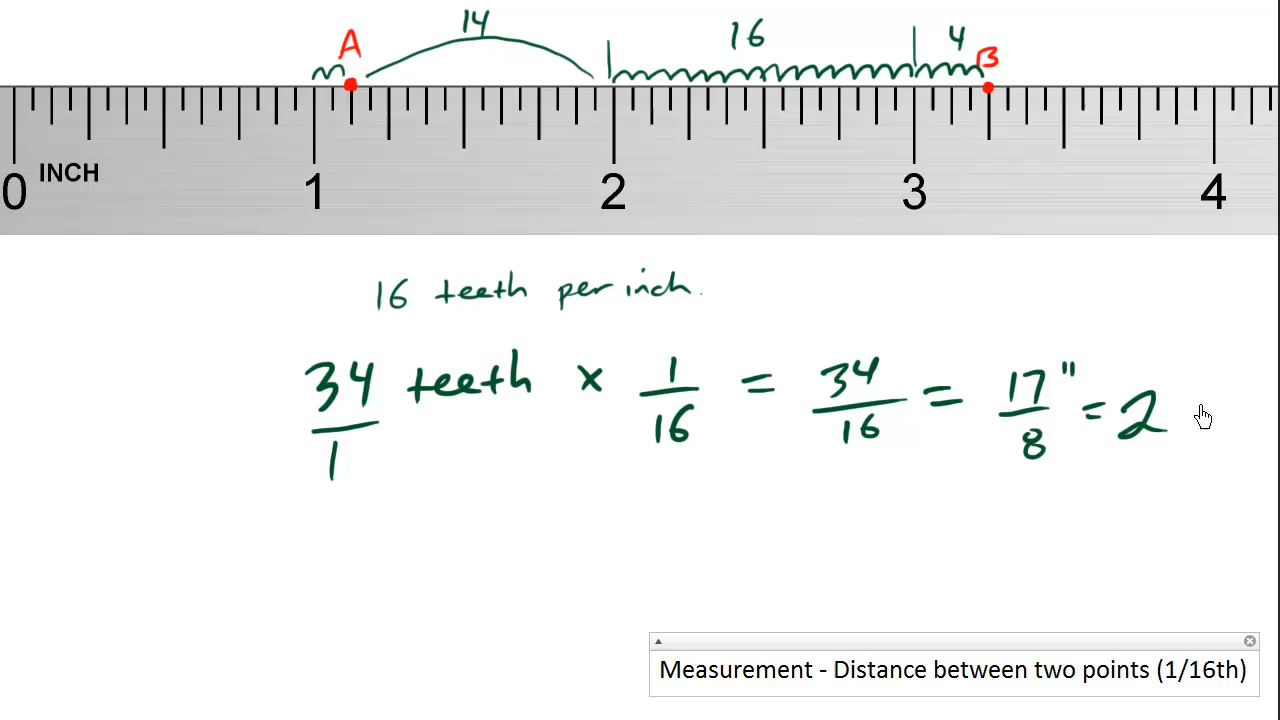 14 16 4
A B
INCH
0 1 2 3 4
16 teeth per inch.
34/1 teeth × 1/16 = 34/16 = 17"/8 = 2
Measurement - Distance between two points (1/16th)